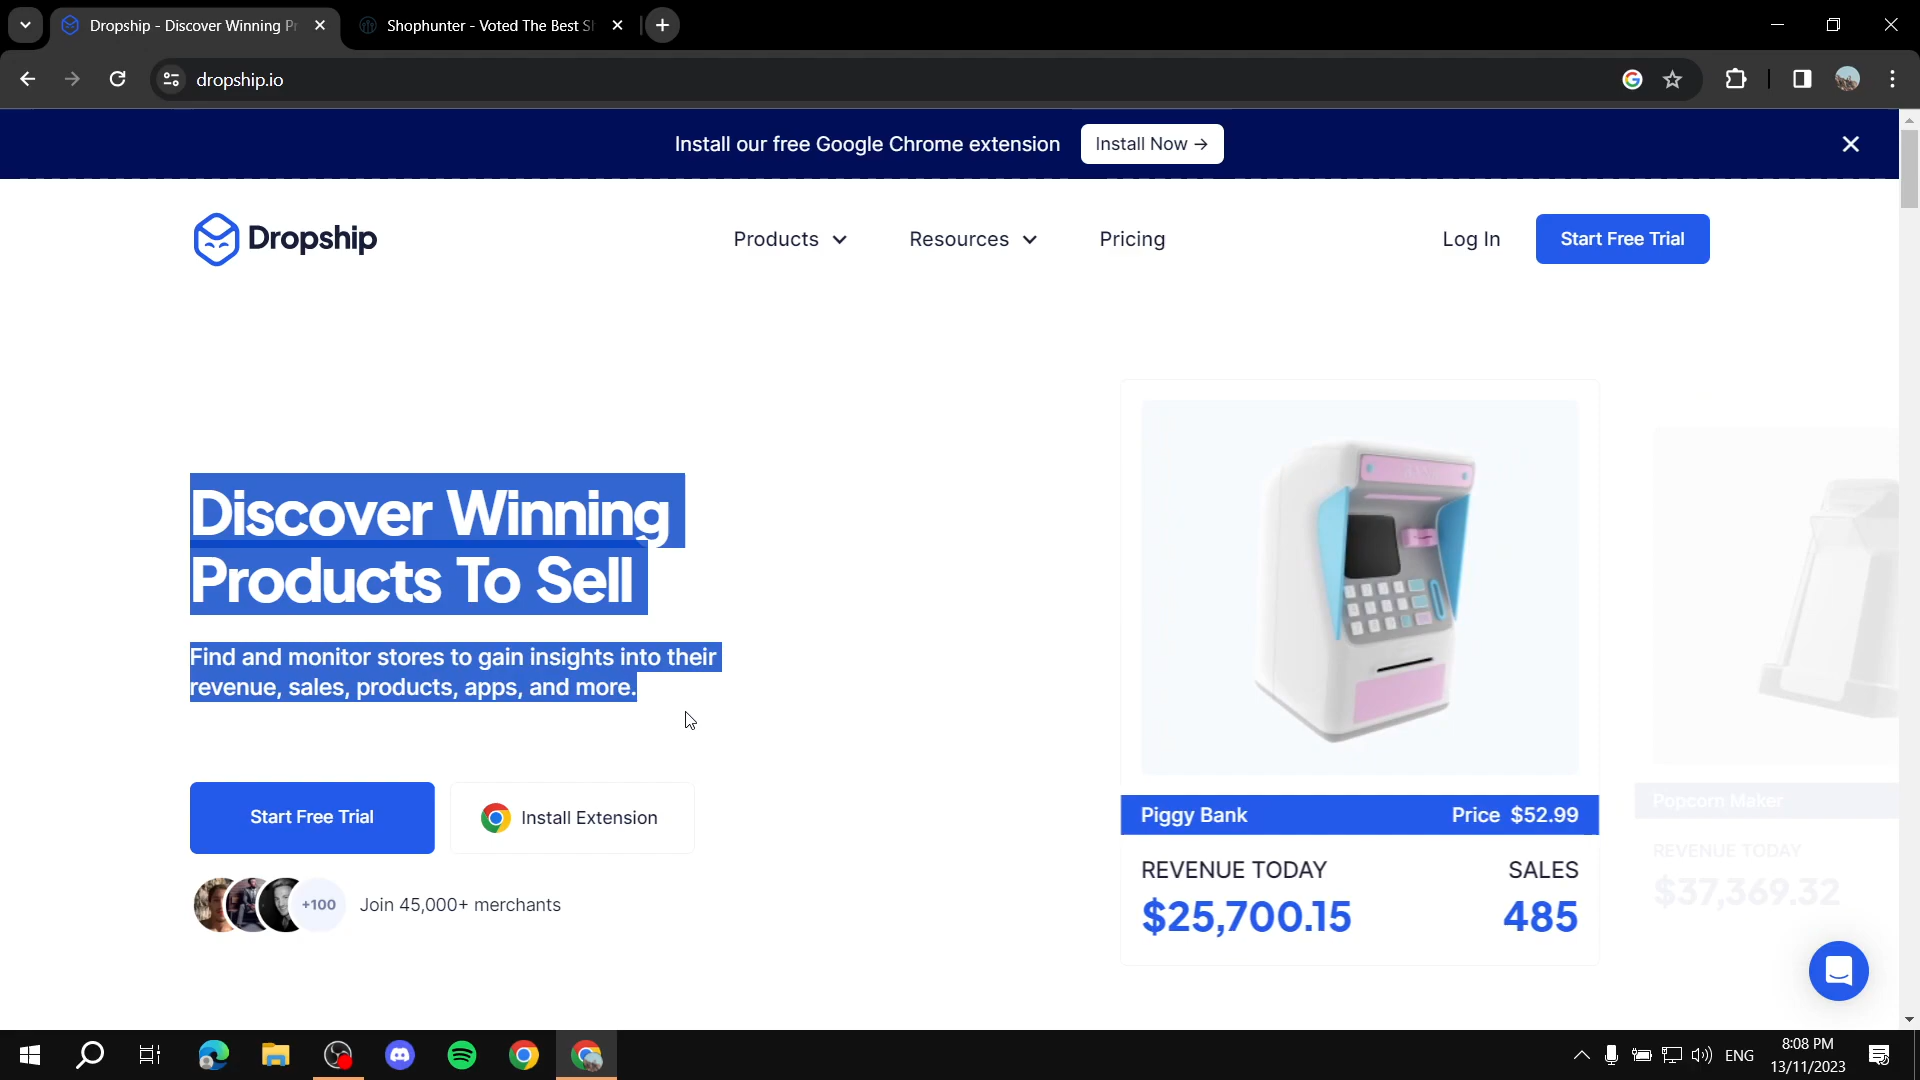 Dropship - Discover Winning Pr
Shophunter - Voted The Best S
dropship.io
Install our free Google Chrome extension
Install Now →
Dropship
Products
Resources
Pricing
Log In
Start Free Trial
Discover Winning
Products To Sell
Find and monitor stores to gain insights into their
revenue, sales, products, apps, and more.
Start Free Trial
Install Extension
+100
Join 45,000+ merchants
Piggy Bank
Price $52.99
REVENUE TODAY
SALES
$25,700.15
485
Popcorn Maker
REVENUE TODAY
$37,369.32
ENG
8:08 PM
13/11/2023